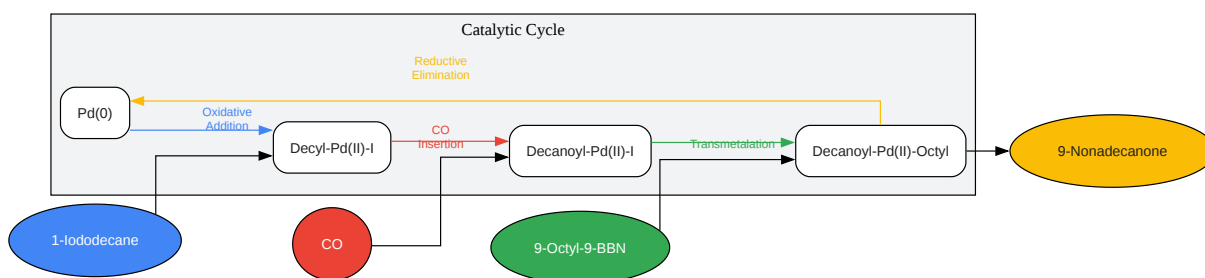 Catalytic Cycle
Reductive
Elimination
Pd(0)
Oxidative
Addition
Decyl-Pd(II)-I
CO
Insertion
Decanoyl-Pd(II)-I
Transmetalation
Decanoyl-Pd(II)-Octyl
9-Nonadecanone
1-Iododecane
CO
9-Octyl-9-BBN